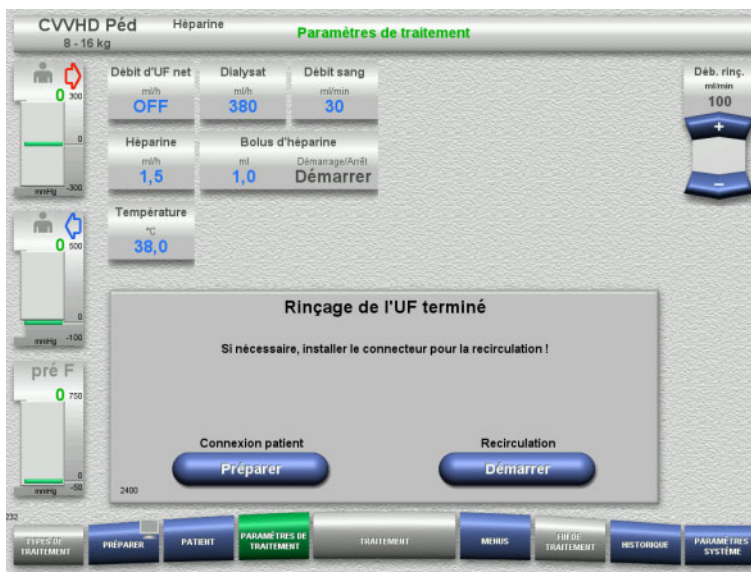 CVVHD Péd
Héparine
Paramètres de traitement
8 - 16 kg
Débit d'UF net
Dialysat
Débit sang
Déb. rinç.
ml/h
ml/h
ml/min
ml/min
OFF
380
30
100
0
300
+
0
-300
mmHg
–
Héparine
Bolus d'héparine
ml/h
ml
Démarrage/Arrêt
1,5
1,0
Démarrer
Température
°C
38,0
0
500
0
-100
mmHg
Rinçage de l'UF terminé
Si nécessaire, installer le connecteur pour la recirculation !
pré F
0
750
0
-50
mmHg
Connexion patient
Recirculation
Préparer
Démarrer
2400
232
TYPES DE TRAITEMENT
PRÉPARER
PATIENT
PARAMÈTRES DE TRAITEMENT
TRAITEMENT
MENUS
FIN DE TRAITEMENT
HISTORIQUE
PARAMÈTRES SYSTÈME